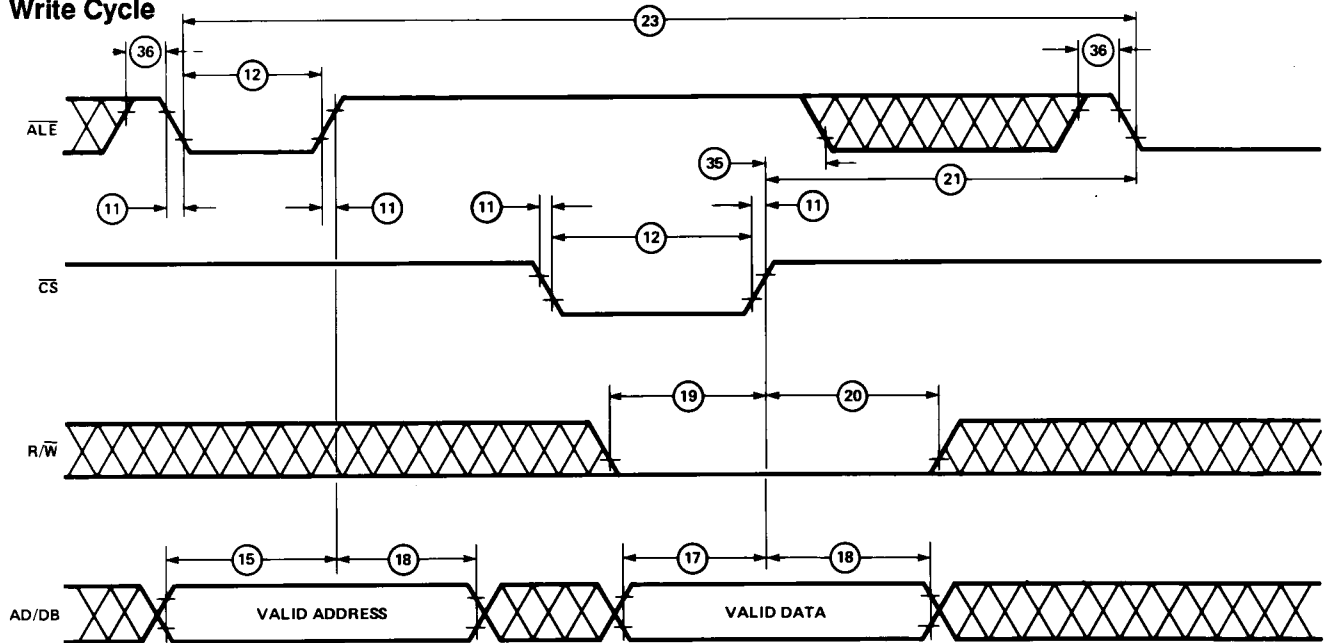 Write Cycle
23
36
12
36
ALE
35
21
11
11
11
11
12
CS
19
20
R/W
15
18
17
18
AD/DB
VALID ADDRESS
VALID DATA